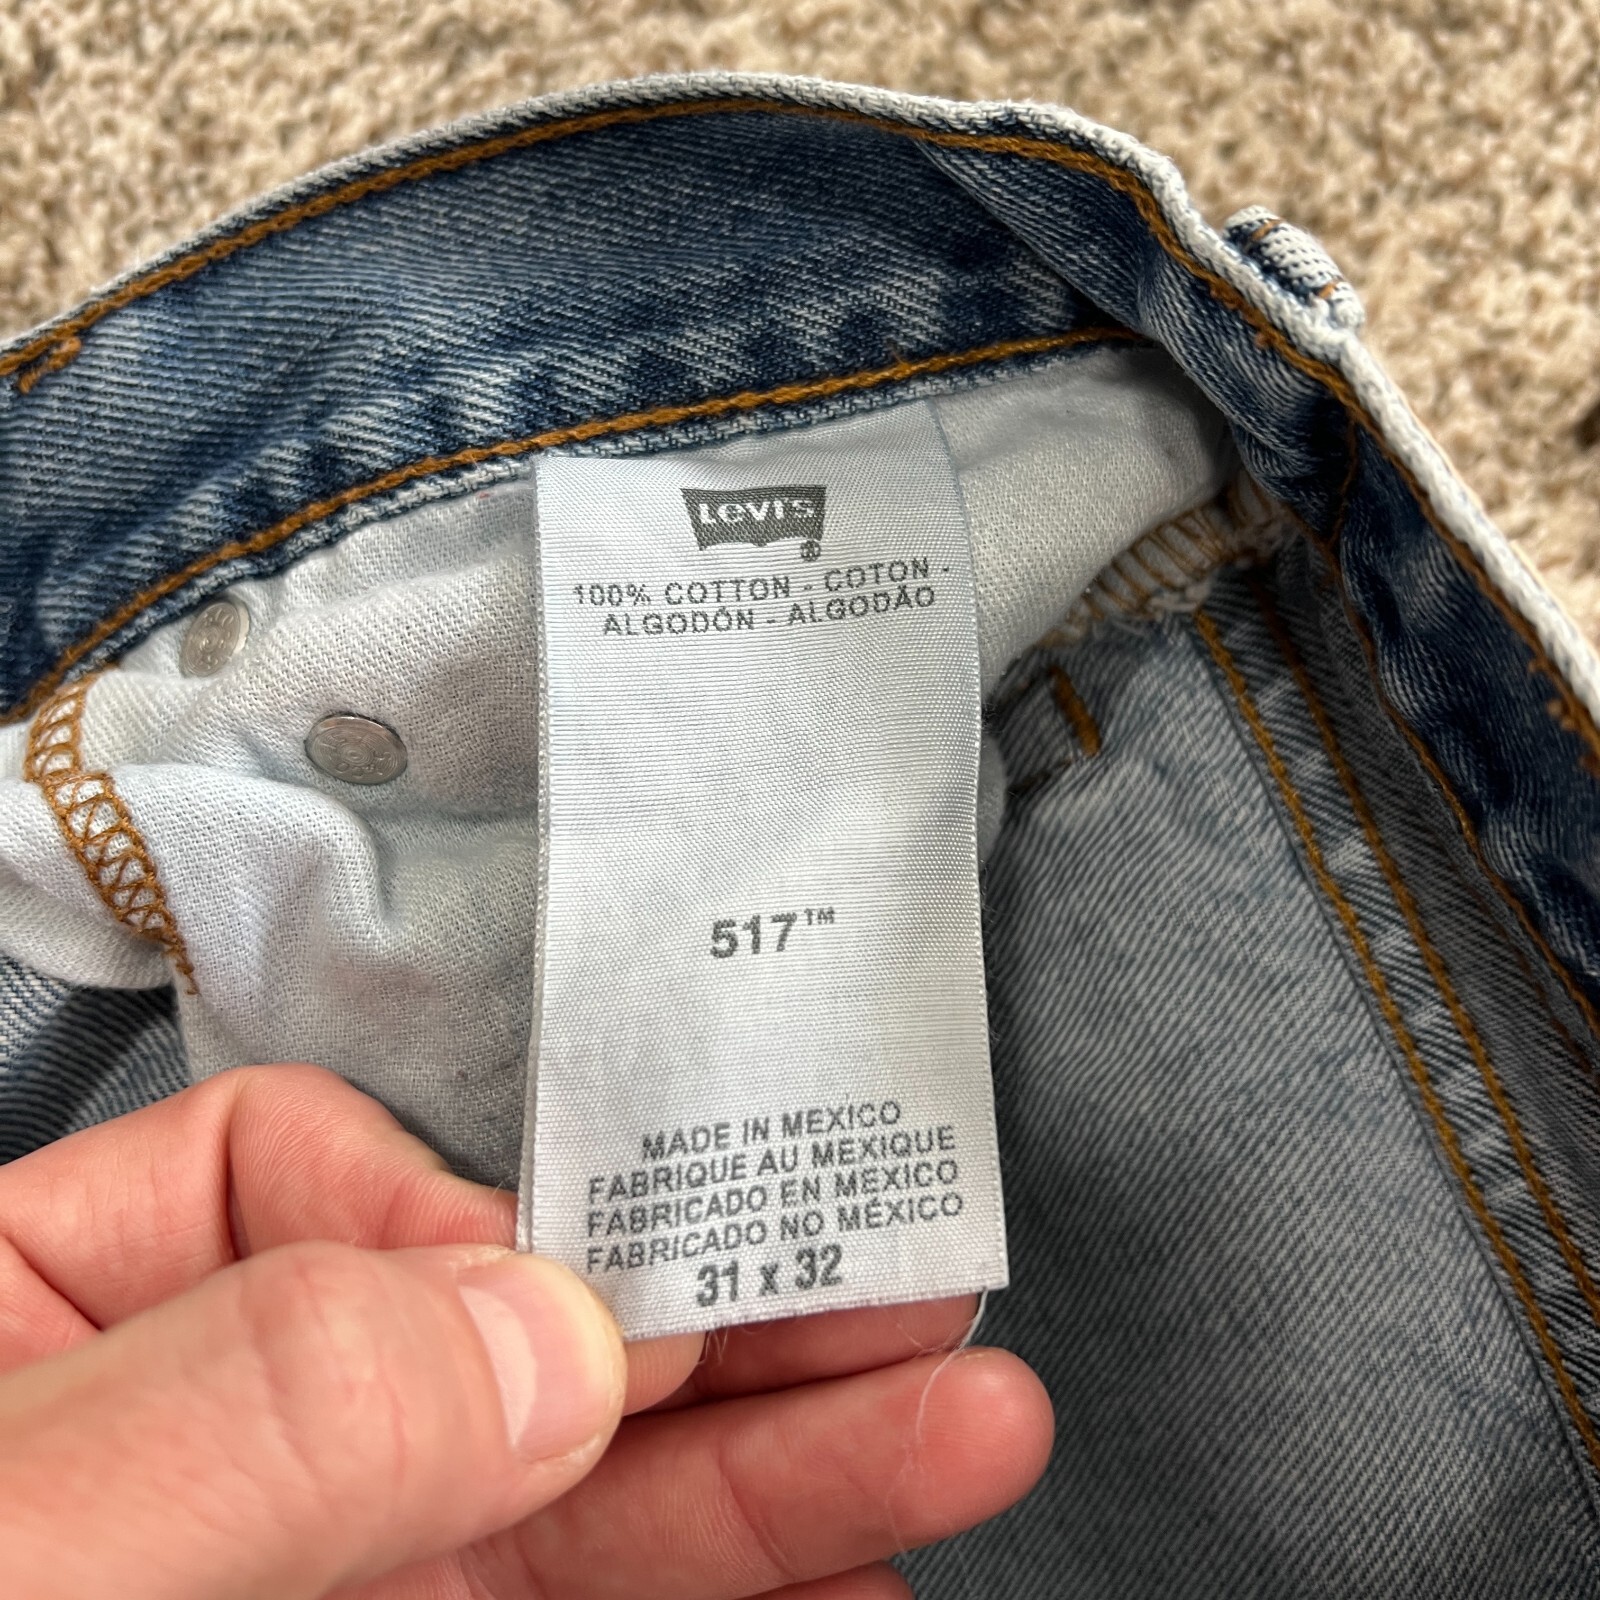 Levi's
®
100% COTTON - COTON -
ALGODÓN - ALGODÃO
517™
MADE IN MEXICO
FABRIQUE AU MEXIQUE
FABRICADO EN MEXICO
FABRICADO NO MÉXICO
31 x 32